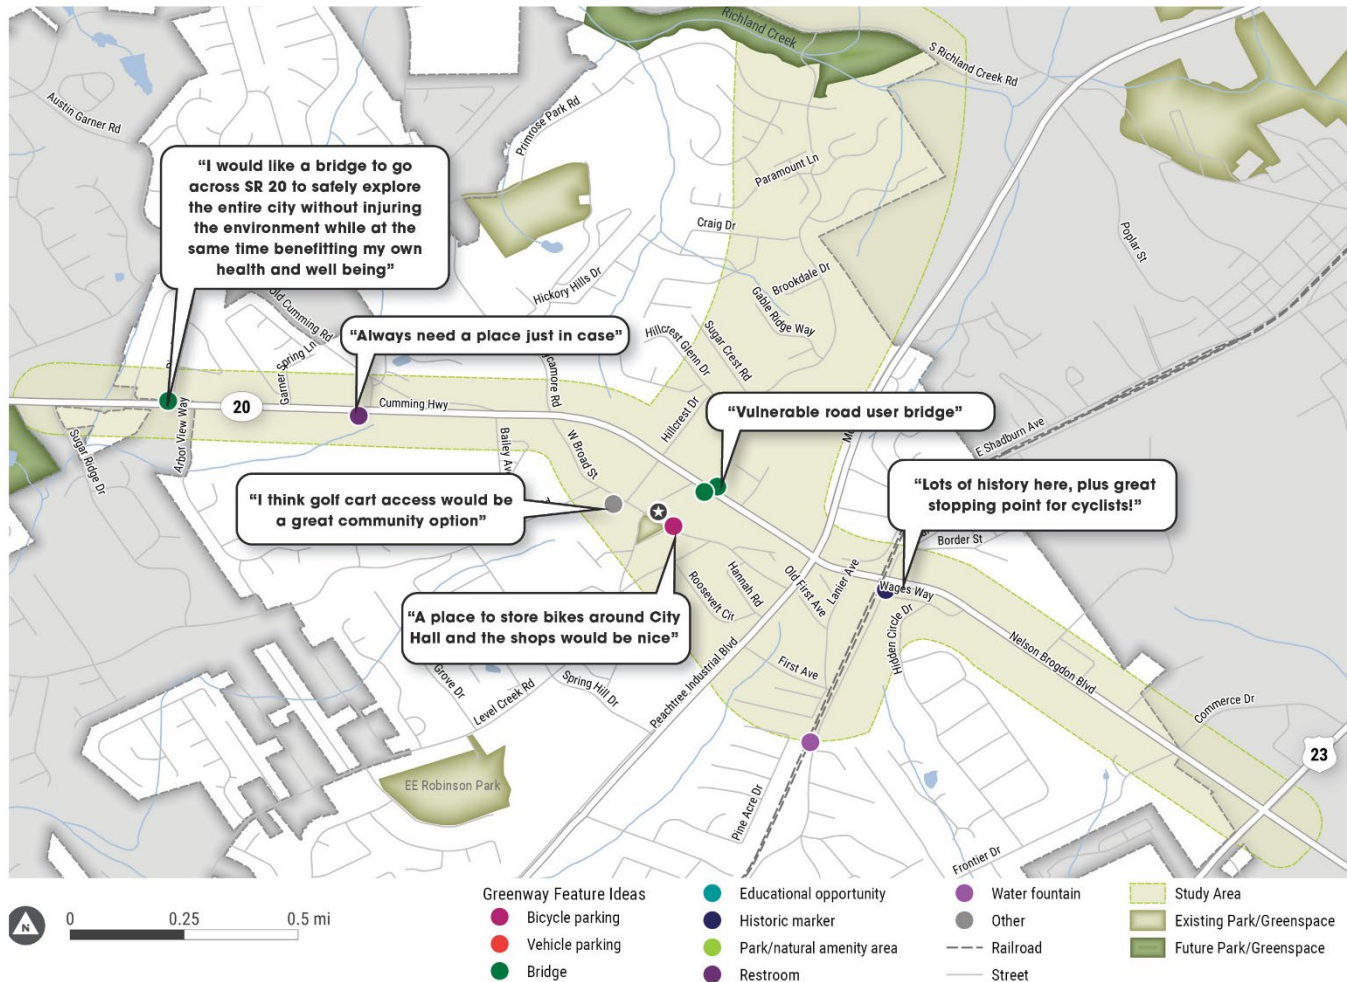 Richland Creek
S Richland Creek Rd
Austin Garner Rd
Primrose Park Rd
“I would like a bridge to go
across SR 20 to safely explore
the entire city without injuring
the environment while at the
same time benefitting my own
health and well being”
Paramount Ln
Craig Dr
Poplar St
Brookdale Dr
Hickory Hills Dr
Gable Ridge Way
Old Cumming Rd
“Always need a place just in case”
Hillcrest Glenn Dr
Sugar Crest Rd
Garner
Spring Ln
ycamore Rd
20
Cumming Hwy
Arbor View Way
Hillcrest Dr
“Vulnerable road user bridge”
Sugar Ridge Dr
Bailey Av
W Broad St
E Shadburn Ave
“I think golf cart access would be
a great community option”
“Lots of history here, plus great
stopping point for cyclists!”
Border St
Roosevelt Cit
Hannah Rd
Old First Ave
Lanier Ave
Wages Way
“A place to store bikes around City
Hall and the shops would be nice”
Hidden Circle Dr
Nelson Brogdon Blvd
First Ave
Grove Dr
Level Creek Rd
Spring Hill Dr
Peachtree Industrial Blvd
Commerce Dr
23
EE Robinson Park
Pine Acre Dr
Frontier Dr
N
0 0.25 0.5 mi
Greenway Feature Ideas
Bicycle parking
Vehicle parking
Bridge
Educational opportunity
Historic marker
Park/natural amenity area
Restroom
Water fountain
Other
Railroad
Street
Study Area
Existing Park/Greenspace
Future Park/Greenspace